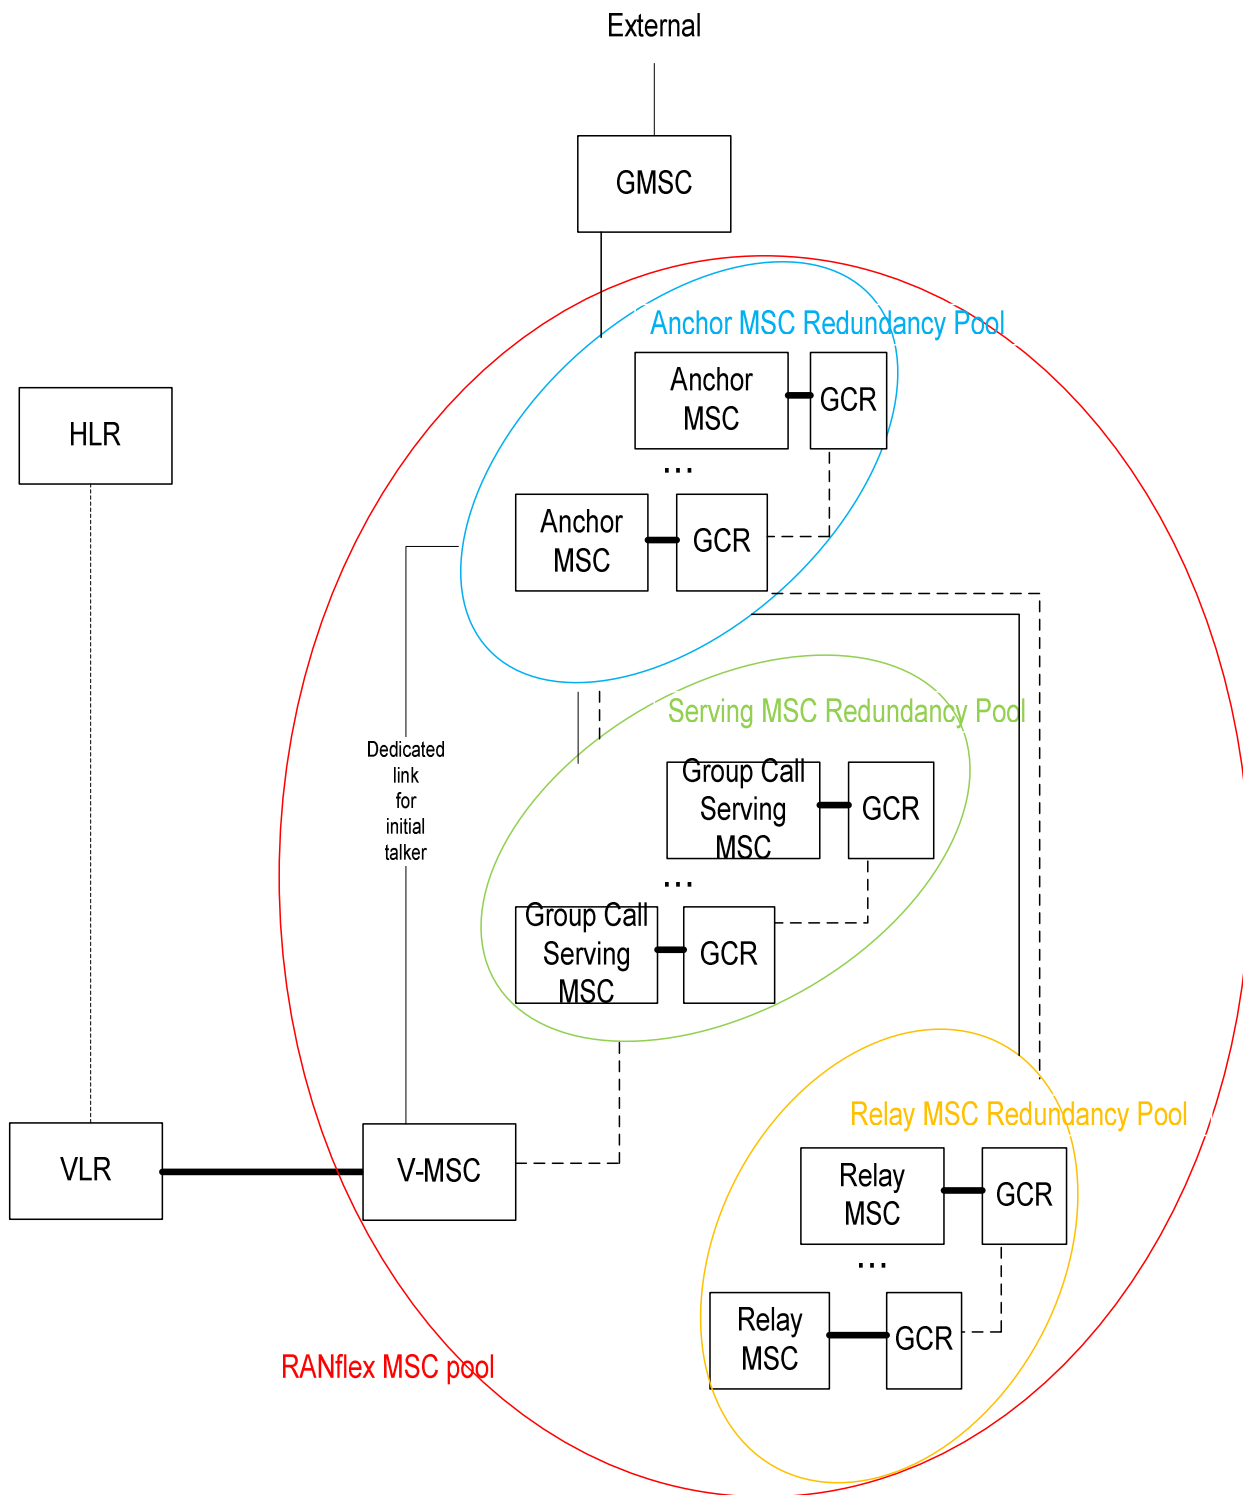 External
GMSC
Anchor MSC Redundancy Pool
Anchor
MSC
GCR
HLR
...
Anchor
MSC
GCR
Serving MSC Redundancy Pool
Dedicated
link
for
initial
talker
Group Call
Serving
MSC
GCR
...
Group Call
Serving
MSC
GCR
Relay MSC Redundancy Pool
VLR
V-MSC
Relay
MSC
GCR
...
Relay
MSC
GCR
RANflex MSC pool